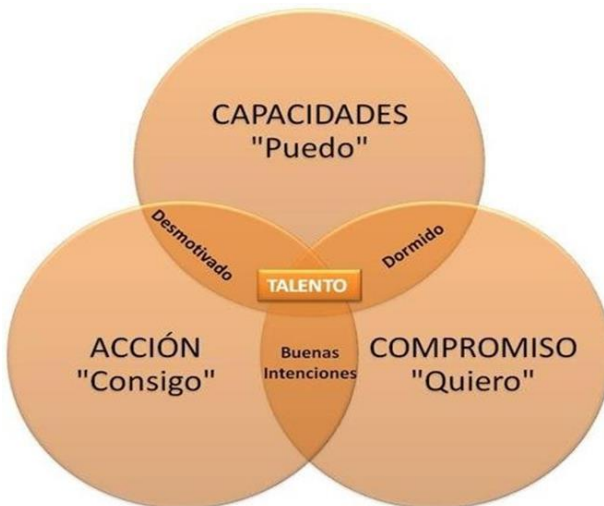 CAPACIDADES
"Puedo"
Desmotivado
Dormido
TALENTO
ACCIÓN
"Consigo"
Buenas
Intenciones
COMPROMISO
"Quiero"